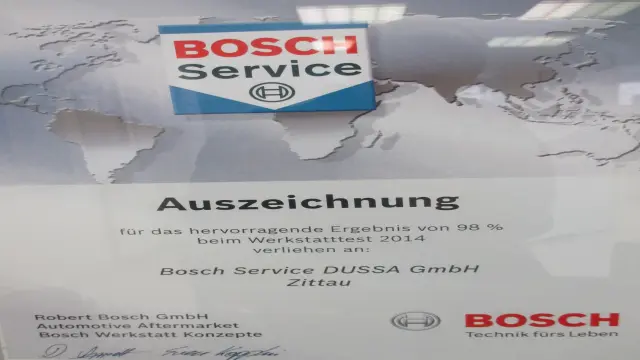 BOSCH
Service
Auszeichnung
für das hervorragende Ergebnis von 98 %
beim Werkstatttest 2014
verliehen an:
Bosch Service DUSSA GmbH
Zittau
Robert Bosch GmbH
Automotive Aftermarket
Bosch Werkstatt Konzepte
BOSCH
Technik fürs Leben